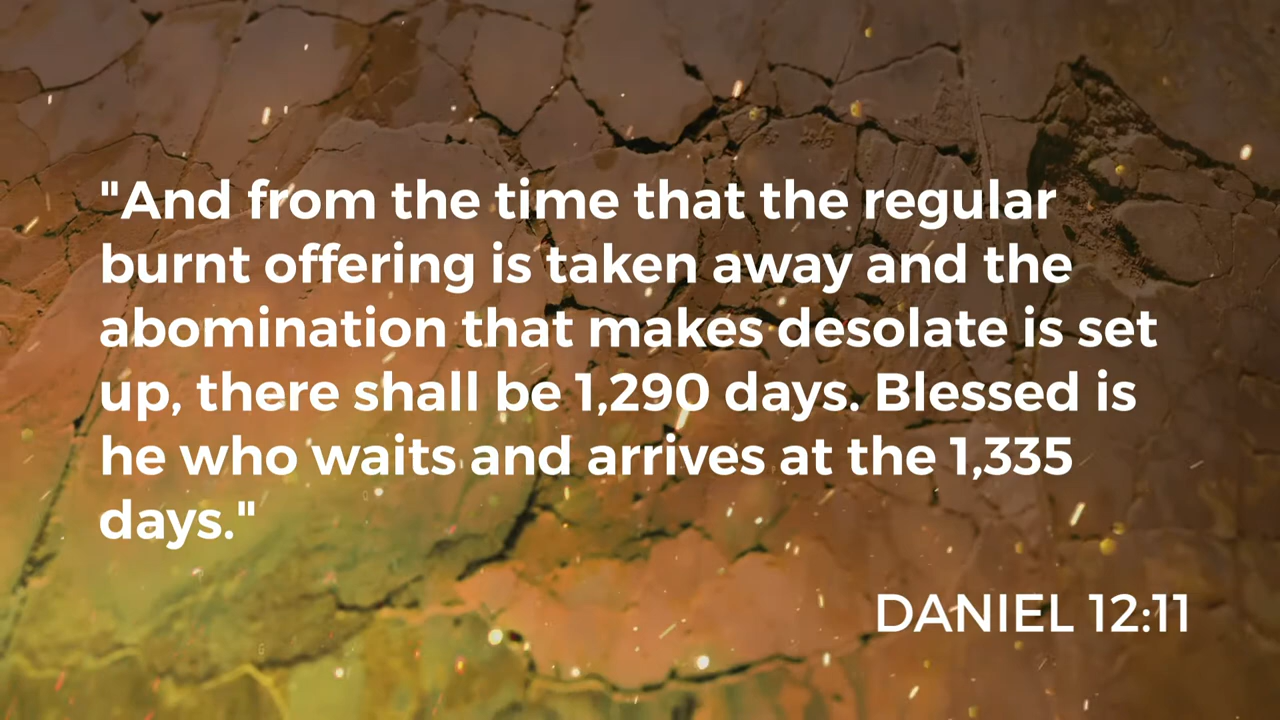 "And from the time that the regular
burnt offering is taken away and the
abomination that makes desolate is set
up, there shall be 1,290 days. Blessed is
he who waits and arrives at the 1,335
days."
DANIEL 12:11